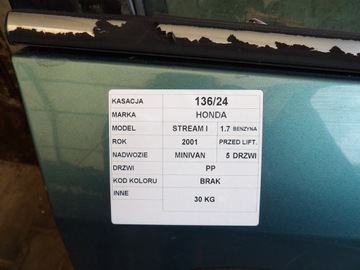 KASACJA 136/24
MARKA HONDA
MODEL STREAM I 1.7 BENZYNA
ROK 2001 PRZED LIFT.
NADWOZIE MINIVAN 5 DRZWI
DRZWI PP
KOD KOLORU BRAK
INNE 30 KG